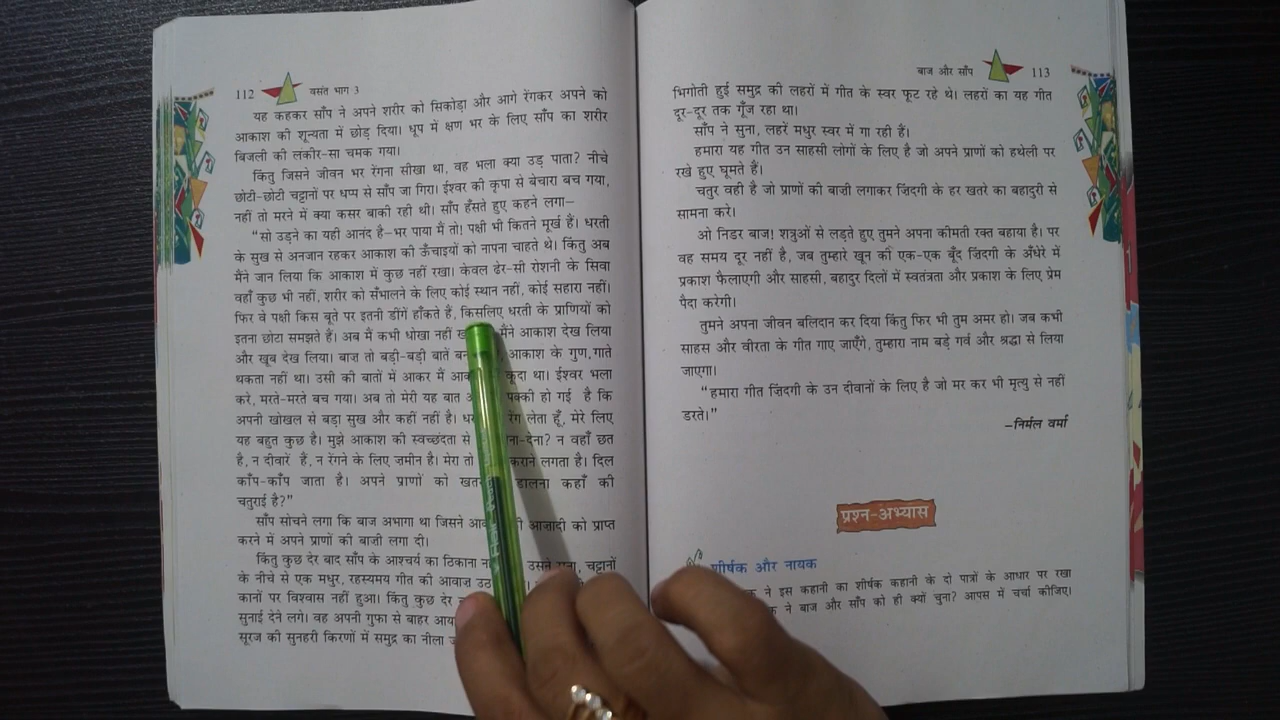 112 वसंत भाग 3
यह कहकर साँप ने अपने शरीर को सिकोड़ा और आगे रेंगकर अपने को
आकाश की शून्यता में छोड़ दिया। धूप में क्षण भर के लिए साँप का शरीर
बिजली की लकीर-सा चमक गया।
किंतु जिसने जीवन भर रेंगना सीखा था, वह भला क्या उड़ पाता? नीचे
छोटी-छोटी चट्टानों पर धप्प से साँप जा गिरा। ईश्वर की कृपा से बेचारा बच गया,
नहीं तो मरने में क्या कसर बाकी रही थी। साँप हँसते हुए कहने लगा–
“सो उड़ने का यही आनंद है–भर पाया मैं तो! पक्षी भी कितने मूर्ख हैं। धरती
के सुख से अनजान रहकर आकाश की ऊँचाइयों को नापना चाहते थे। किंतु अब
मैंने जान लिया कि आकाश में कुछ नहीं रखा। केवल ढेर-सी रोशनी के सिवा
वहाँ कुछ भी नहीं, शरीर को सँभालने के लिए कोई स्थान नहीं, कोई सहारा नहीं।
फिर वे पक्षी किस बूते पर इतनी डींगें हाँकते हैं, किसलिए धरती के प्राणियों को
इतना छोटा समझते हैं। अब मैं कभी धोखा नहीं मैंने आकाश देख लिया
और खूब देख लिया। बाज तो बड़ी-बड़ी बातें आकाश के गुण गाते
थकता नहीं था। उसी की बातों में आकर मैं कूदा था। ईश्वर भला
करे, मरते-मरते बच गया। अब तो मेरी यह बात पक्की हो गई है कि
अपनी खोखल से बड़ा सुख और कहीं नहीं है। रेंग लेता हूँ, मेरे लिए
यह बहुत कुछ है। मुझे आकाश की स्वच्छंदता से न वहाँ छत
है, न दीवारें हैं, न रेंगने के लिए ज़मीन है। मेरा तो लगता है। दिल
काँप-काँप जाता है। अपने प्राणों को डालना कहाँ की
चतुराई है?”
साँप सोचने लगा कि बाज अभागा था जिसने आज़ादी को प्राप्त
करने में अपने प्राणों की बाज़ी लगा दी।
किंतु कुछ देर बाद साँप के आश्चर्य का ठिकाना उसने सुना, चट्टानों
के नीचे से एक मधुर, रहस्यमय गीत की आवाज़
कानों पर विश्वास नहीं हुआ। किंतु कुछ देर
सुनाई देने लगे। वह अपनी गुफा से बाहर
सूरज की सुनहरी किरणों में समुद्र का नीला
बाज और साँप 113
भिगोती हुई समुद्र की लहरों में गीत के स्वर फूट रहे थे। लहरों का यह गीत
दूर-दूर तक गूँज रहा था।
साँप ने सुना, लहरें मधुर स्वर में गा रही हैं।
हमारा यह गीत उन साहसी लोगों के लिए है जो अपने प्राणों को हथेली पर
रखे हुए घूमते हैं।
चतुर वही है जो प्राणों की बाज़ी लगाकर ज़िंदगी के हर खतरे का बहादुरी से
सामना करे।
ओ निडर बाज! शत्रुओं से लड़ते हुए तुमने अपना कीमती रक्त बहाया है। पर
वह समय दूर नहीं है, जब तुम्हारे खून की एक-एक बूँद ज़िंदगी के अँधेरे में
प्रकाश फैलाएगी और साहसी, बहादुर दिलों में स्वतंत्रता और प्रकाश के लिए प्रेम
पैदा करेगी।
तुमने अपना जीवन बलिदान कर दिया किंतु फिर भी तुम अमर हो। जब कभी
साहस और वीरता के गीत गाए जाएँगे, तुम्हारा नाम बड़े गर्व और श्रद्धा से लिया
जाएगा।
“हमारा गीत ज़िंदगी के उन दीवानों के लिए है जो मर कर भी मृत्यु से नहीं
डरते।”
–निर्मल वर्मा
प्रश्न-अभ्यास
शीर्षक और नायक
ने इस कहानी का शीर्षक कहानी के दो पात्रों के आधार पर रखा
ने बाज और साँप को ही क्यों चुना? आपस में चर्चा कीजिए।